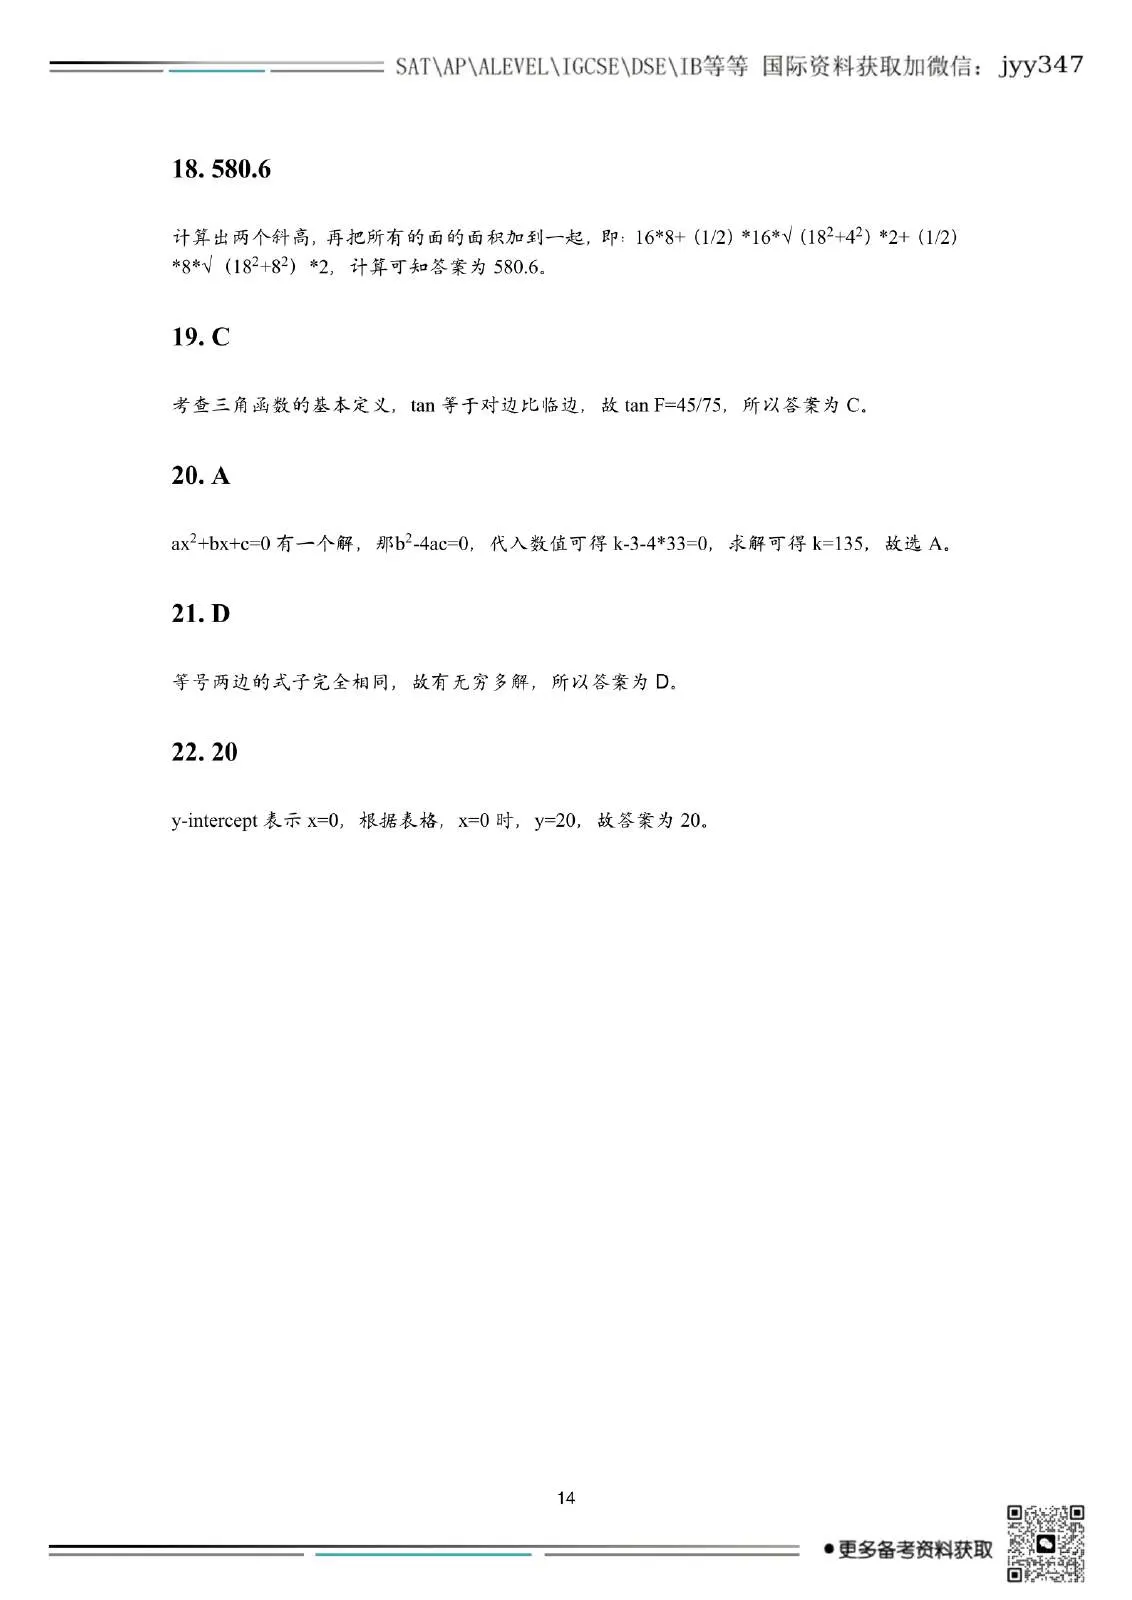 SAT\AP\ALEVEL\IGCSE\DSE\IB等等 国际资料获取加微信：jyy347
18. 580.6
计算出两个斜高，再把所有的面的面积加到一起，即：16*8+（1/2）*16*√（18²+4²）*2+（1/2）
*8*√（18²+8²）*2，计算可知答案为 580.6。
19. C
考查三角函数的基本定义，tan 等于对边比临边，故 tan F=45/75，所以答案为 C。
20. A
ax²+bx+c=0 有一个解，那b²-4ac=0，代入数值可得 k-3-4*33=0，求解可得 k=135，故选 A。
21. D
等号两边的式子完全相同，故有无穷多解，所以答案为 D。
22. 20
y-intercept 表示 x=0，根据表格，x=0 时，y=20，故答案为 20。
14
●更多备考资料获取